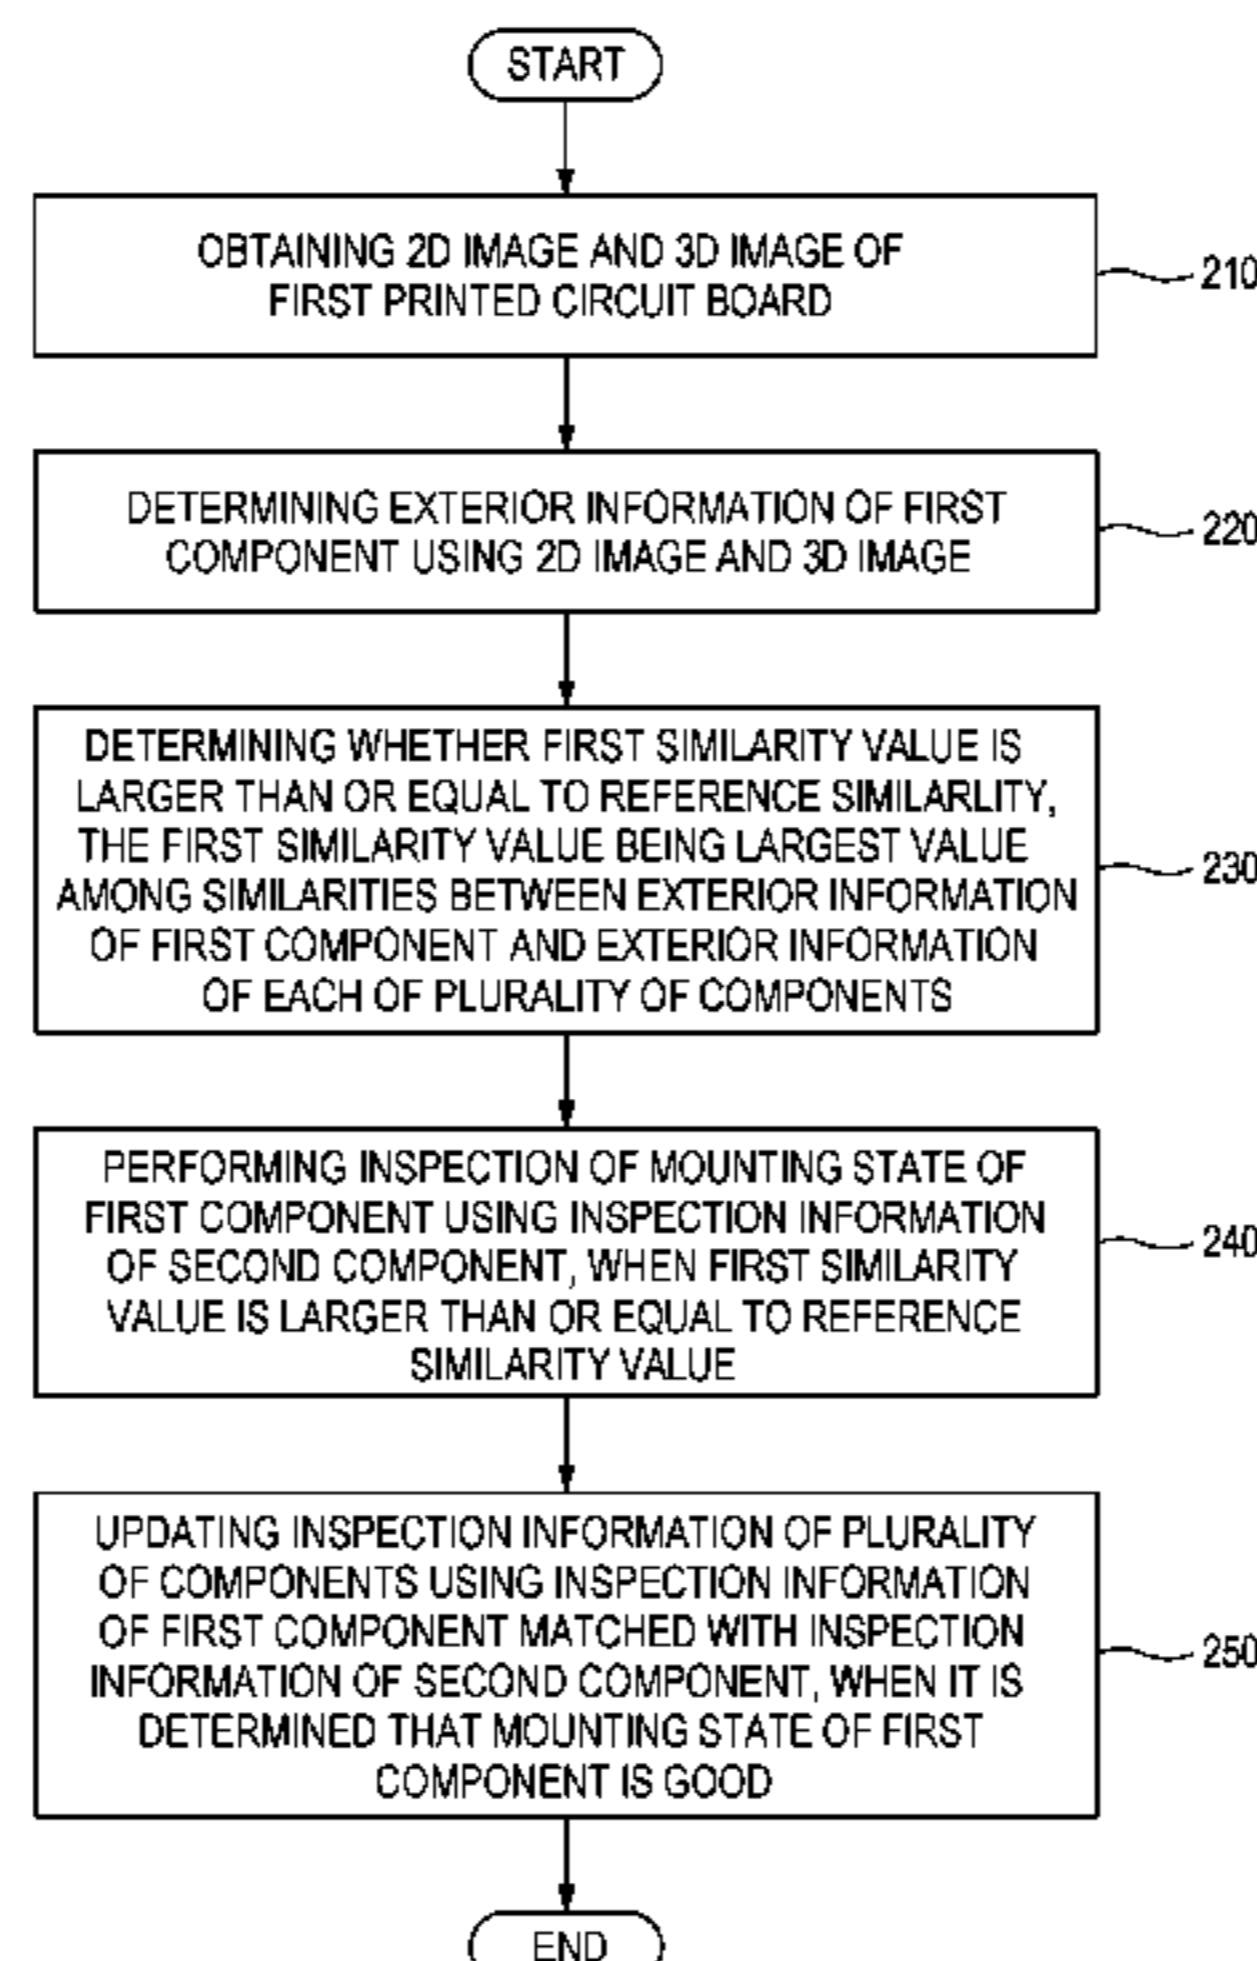 START
OBTAINING 2D IMAGE AND 3D IMAGE OF
FIRST PRINTED CIRCUIT BOARD
210
DETERMINING EXTERIOR INFORMATION OF FIRST
COMPONENT USING 2D IMAGE AND 3D IMAGE
220
DETERMINING WHETHER FIRST SIMILARITY VALUE IS
LARGER THAN OR EQUAL TO REFERENCE SIMILARLITY,
THE FIRST SIMILARITY VALUE BEING LARGEST VALUE
AMONG SIMILARITIES BETWEEN EXTERIOR INFORMATION
OF FIRST COMPONENT AND EXTERIOR INFORMATION
OF EACH OF PLURALITY OF COMPONENTS
230
PERFORMING INSPECTION OF MOUNTING STATE OF
FIRST COMPONENT USING INSPECTION INFORMATION
OF SECOND COMPONENT, WHEN FIRST SIMILARITY
VALUE IS LARGER THAN OR EQUAL TO REFERENCE
SIMILARITY VALUE
240
UPDATING INSPECTION INFORMATION OF PLURALITY
OF COMPONENTS USING INSPECTION INFORMATION
OF FIRST COMPONENT MATCHED WITH INSPECTION
INFORMATION OF SECOND COMPONENT, WHEN IT IS
DETERMINED THAT MOUNTING STATE OF FIRST
COMPONENT IS GOOD
250
END